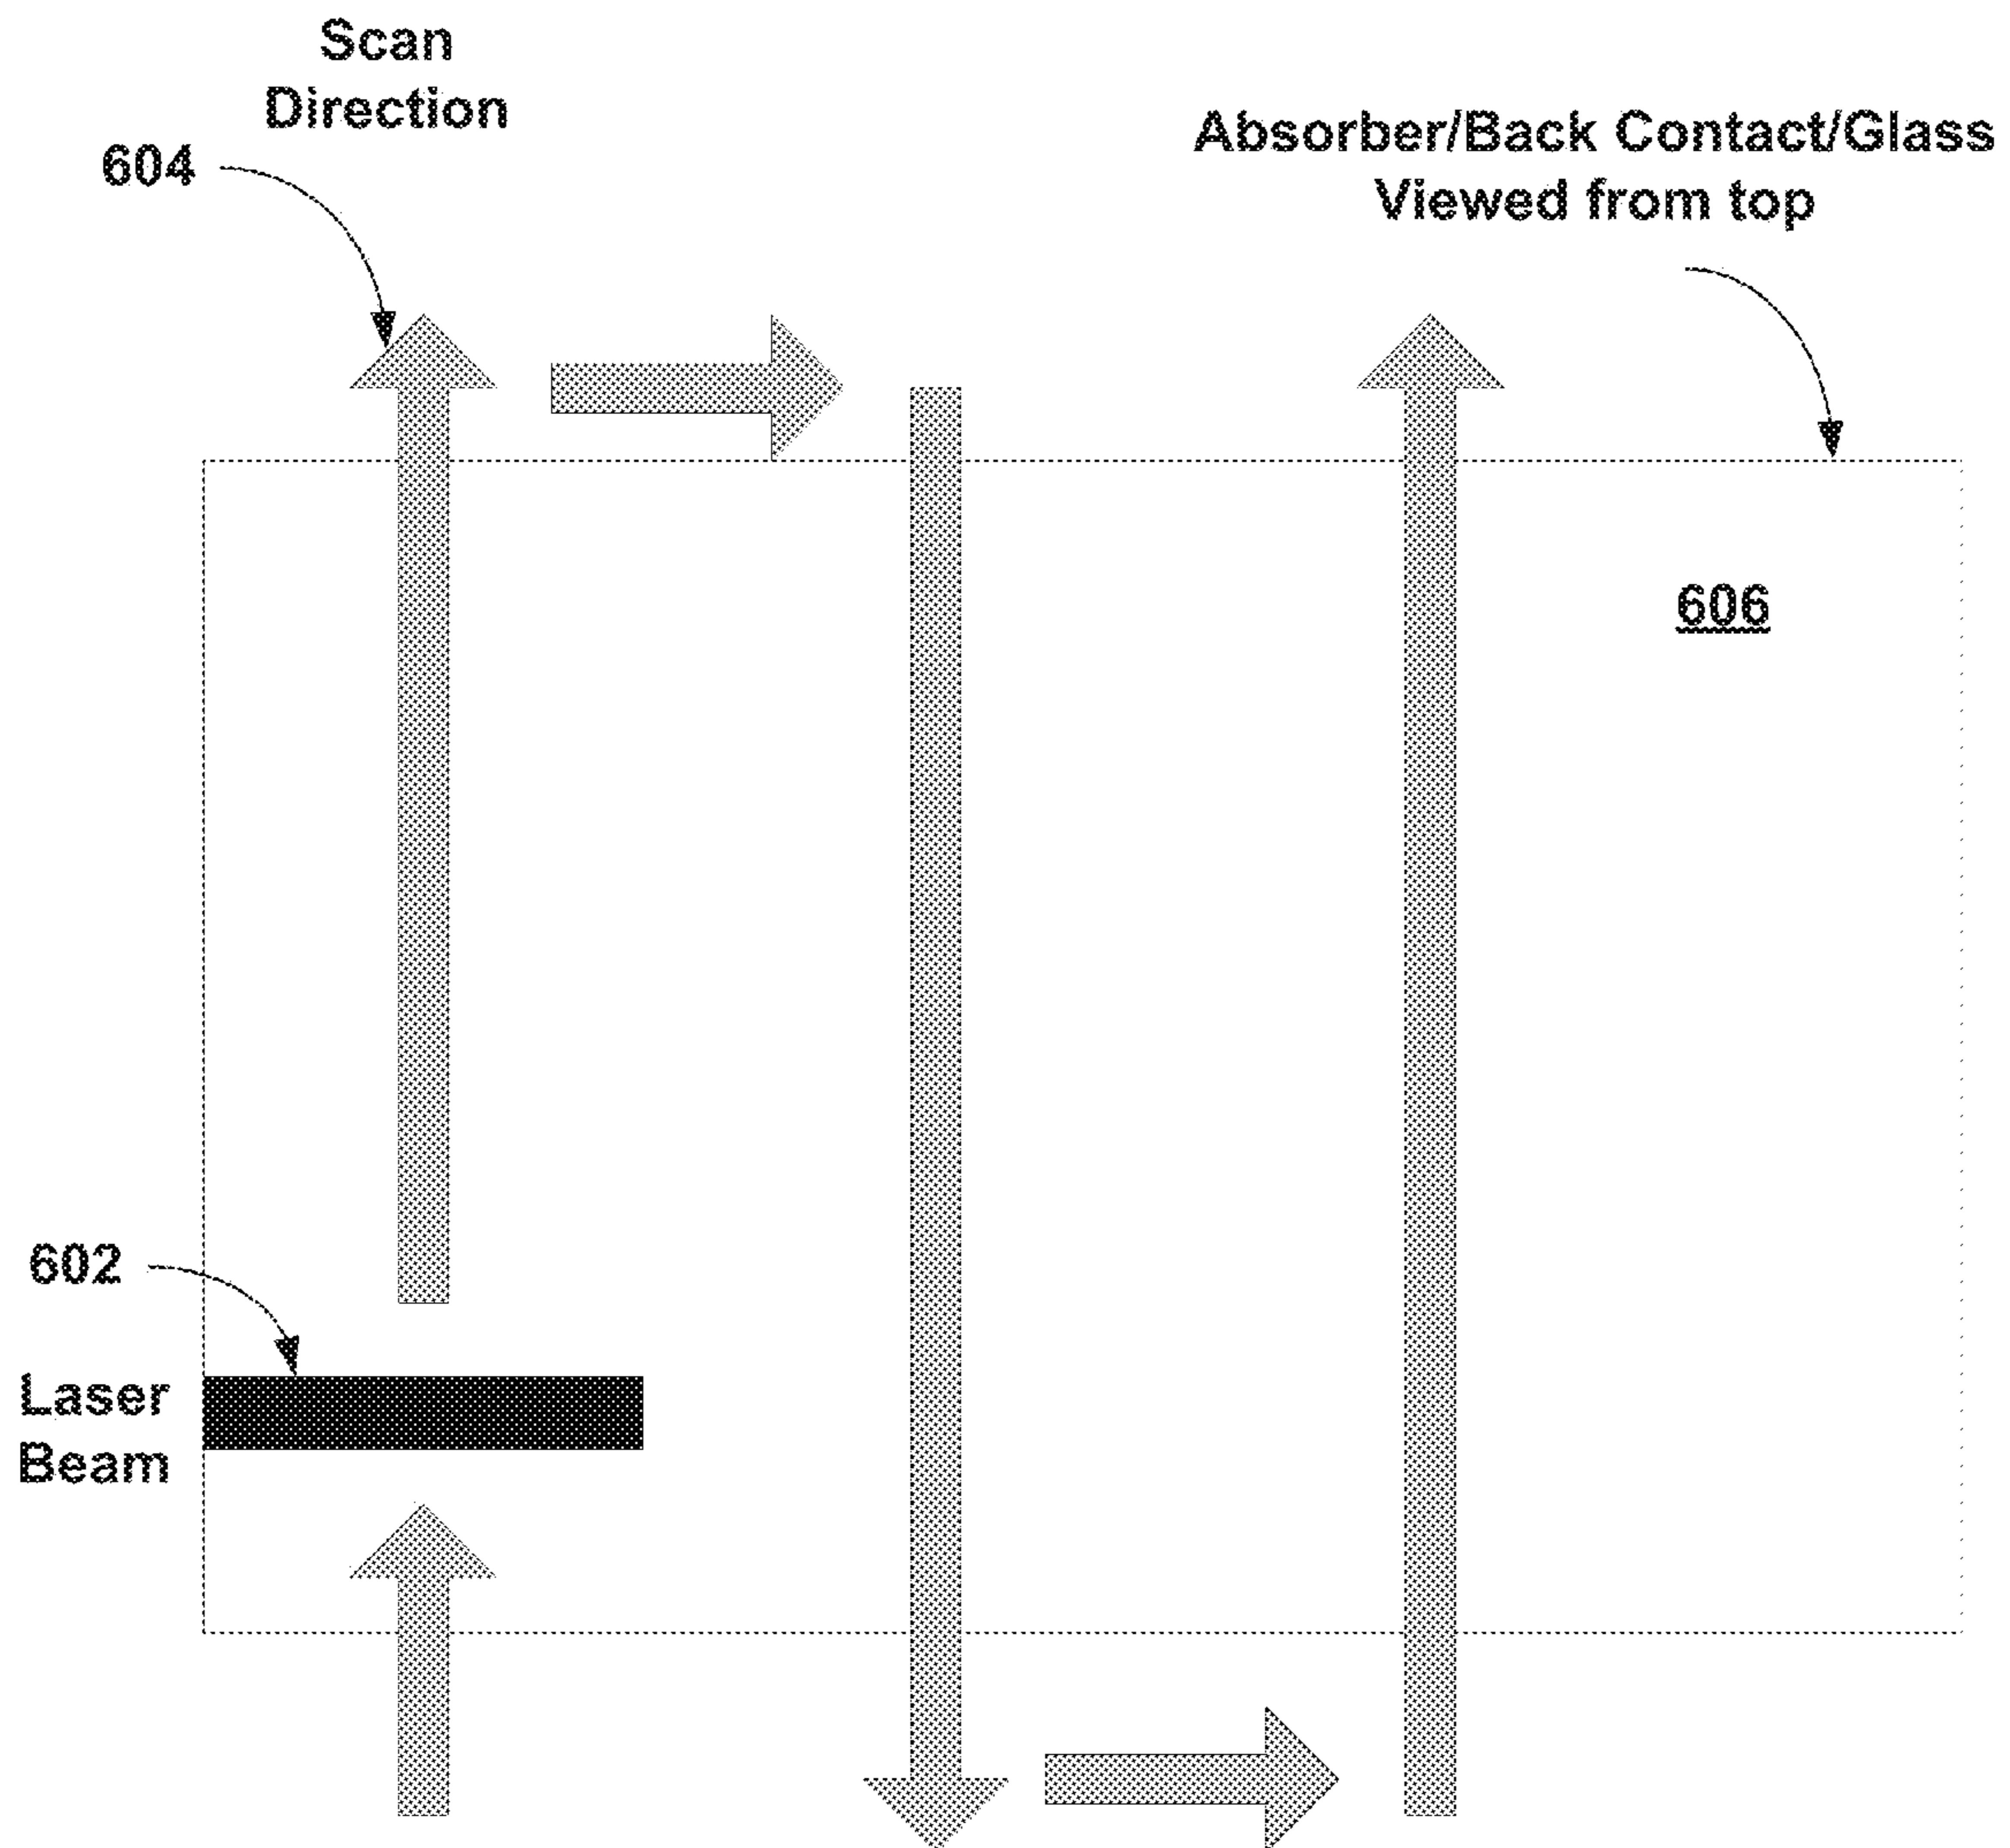 Scan
Direction
604
Absorber/Back Contact/Glass
Viewed from top
606
602
Laser
Beam